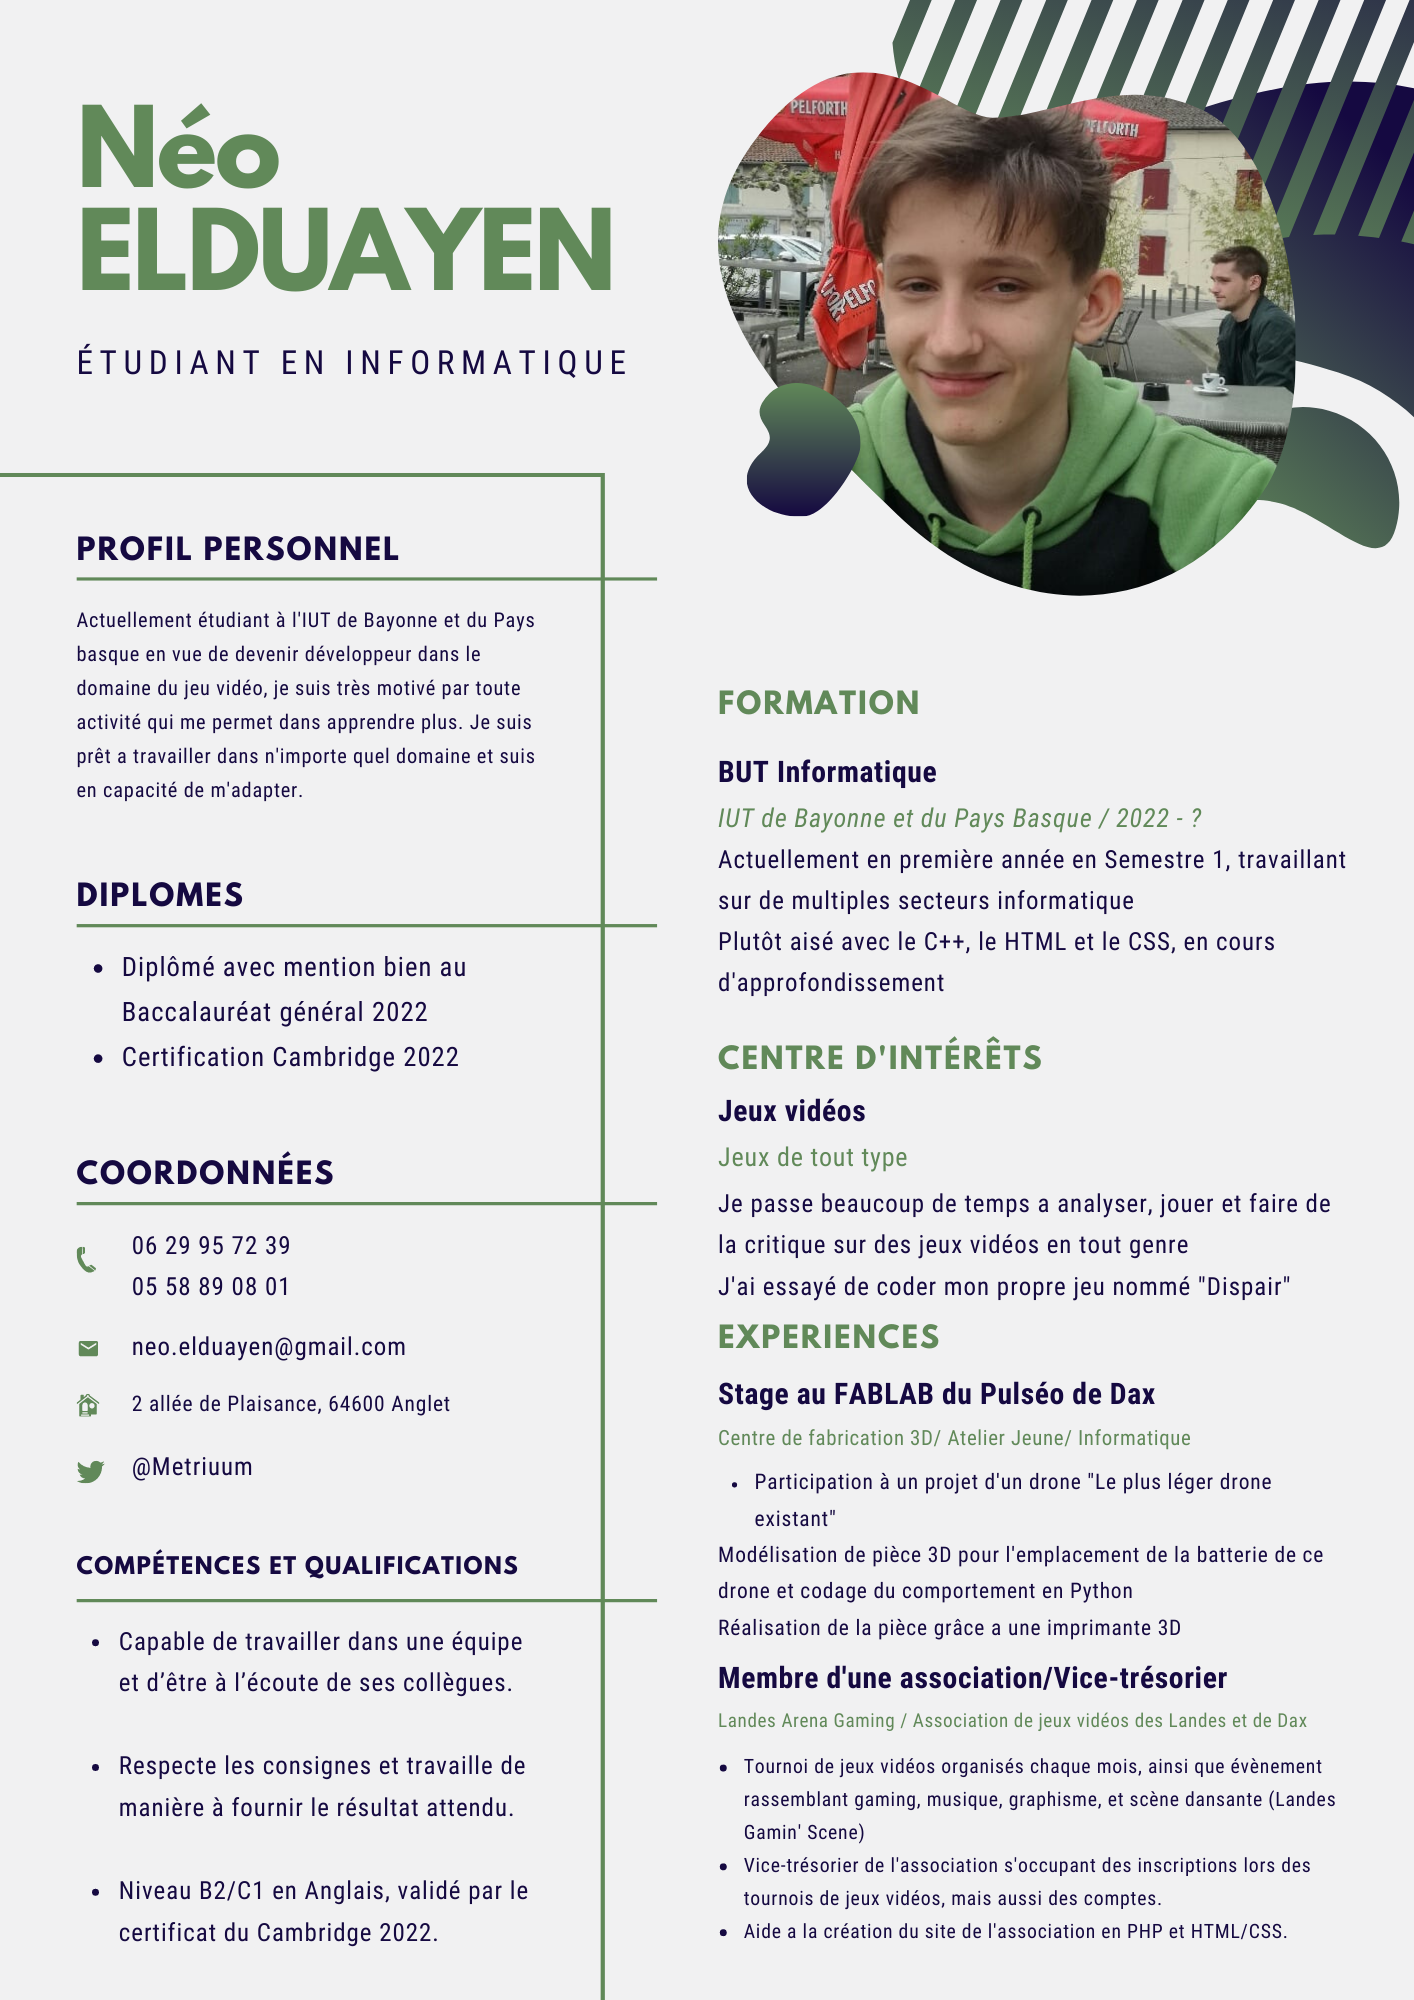 Néo
ELDUAYEN
ÉTUDIANT EN INFORMATIQUE
PELFORTH
PELFORTH
PELFO
PROFIL PERSONNEL
Actuellement étudiant à l'IUT de Bayonne et du Pays
basque en vue de devenir développeur dans le
domaine du jeu vidéo, je suis très motivé par toute
activité qui me permet dans apprendre plus. Je suis
prêt a travailler dans n'importe quel domaine et suis
en capacité de m'adapter.
DIPLOMES
• Diplômé avec mention bien au
Baccalauréat général 2022
• Certification Cambridge 2022
COORDONNÉES
06 29 95 72 39
05 58 89 08 01
neo.elduayen@gmail.com
2 allée de Plaisance, 64600 Anglet
@Metriuum
COMPÉTENCES ET QUALIFICATIONS
• Capable de travailler dans une équipe
et d’être à l’écoute de ses collègues.
• Respecte les consignes et travaille de
manière à fournir le résultat attendu.
• Niveau B2/C1 en Anglais, validé par le
certificat du Cambridge 2022.
FORMATION
BUT Informatique
IUT de Bayonne et du Pays Basque / 2022 - ?
Actuellement en première année en Semestre 1, travaillant
sur de multiples secteurs informatique
Plutôt aisé avec le C++, le HTML et le CSS, en cours
d'approfondissement
CENTRE D'INTÉRÊTS
Jeux vidéos
Jeux de tout type
Je passe beaucoup de temps a analyser, jouer et faire de
la critique sur des jeux vidéos en tout genre
J'ai essayé de coder mon propre jeu nommé "Dispair"
EXPERIENCES
Stage au FABLAB du Pulséo de Dax
Centre de fabrication 3D/ Atelier Jeune/ Informatique
• Participation à un projet d'un drone "Le plus léger drone
existant"
Modélisation de pièce 3D pour l'emplacement de la batterie de ce
drone et codage du comportement en Python
Réalisation de la pièce grâce a une imprimante 3D
Membre d'une association/Vice-trésorier
Landes Arena Gaming / Association de jeux vidéos des Landes et de Dax
• Tournoi de jeux vidéos organisés chaque mois, ainsi que évènement
rassemblant gaming, musique, graphisme, et scène dansante (Landes
Gamin' Scene)
• Vice-trésorier de l'association s'occupant des inscriptions lors des
tournois de jeux vidéos, mais aussi des comptes.
• Aide a la création du site de l'association en PHP et HTML/CSS.